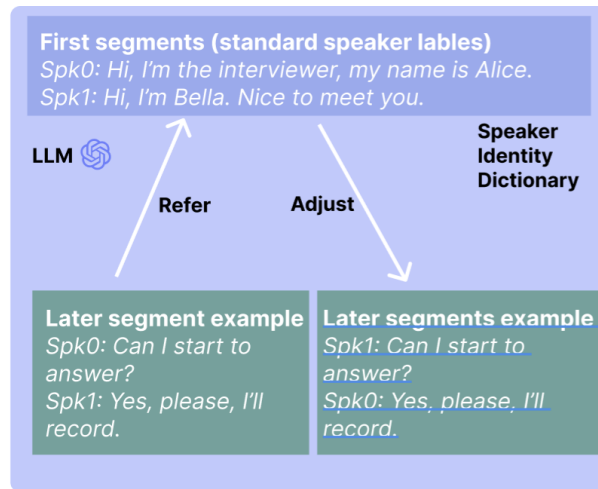 First segments (standard speaker lables)
Spk0: Hi, I'm the interviewer, my name is Alice.
Spk1: Hi, I'm Bella. Nice to meet you.
LLM
Speaker
Identity
Dictionary
Refer
Adjust
Later segment example
Spk0: Can I start to
answer?
Spk1: Yes, please, I'll
record.
Later segments example
Spk1: Can I start to
answer?
Spk0: Yes, please, I'll
record.